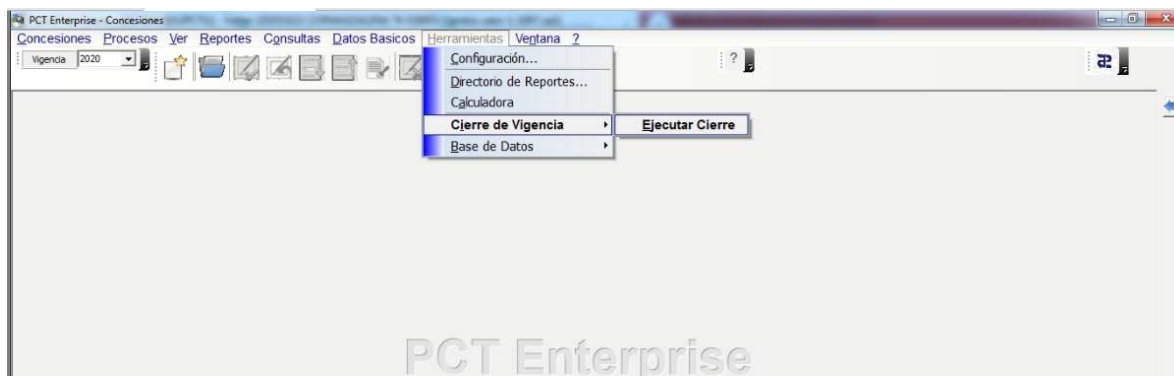 PCT Enterprise - Concesiones
Concesiones Procesos Ver Reportes Consultas Datos Basicos Herramientas Ventana ?
Vigencia 2020
?
Configuración...
Directorio de Reportes...
Calculadora
Cierre de Vigencia Ejecutar Cierre
Base de Datos
PCT Enterprise